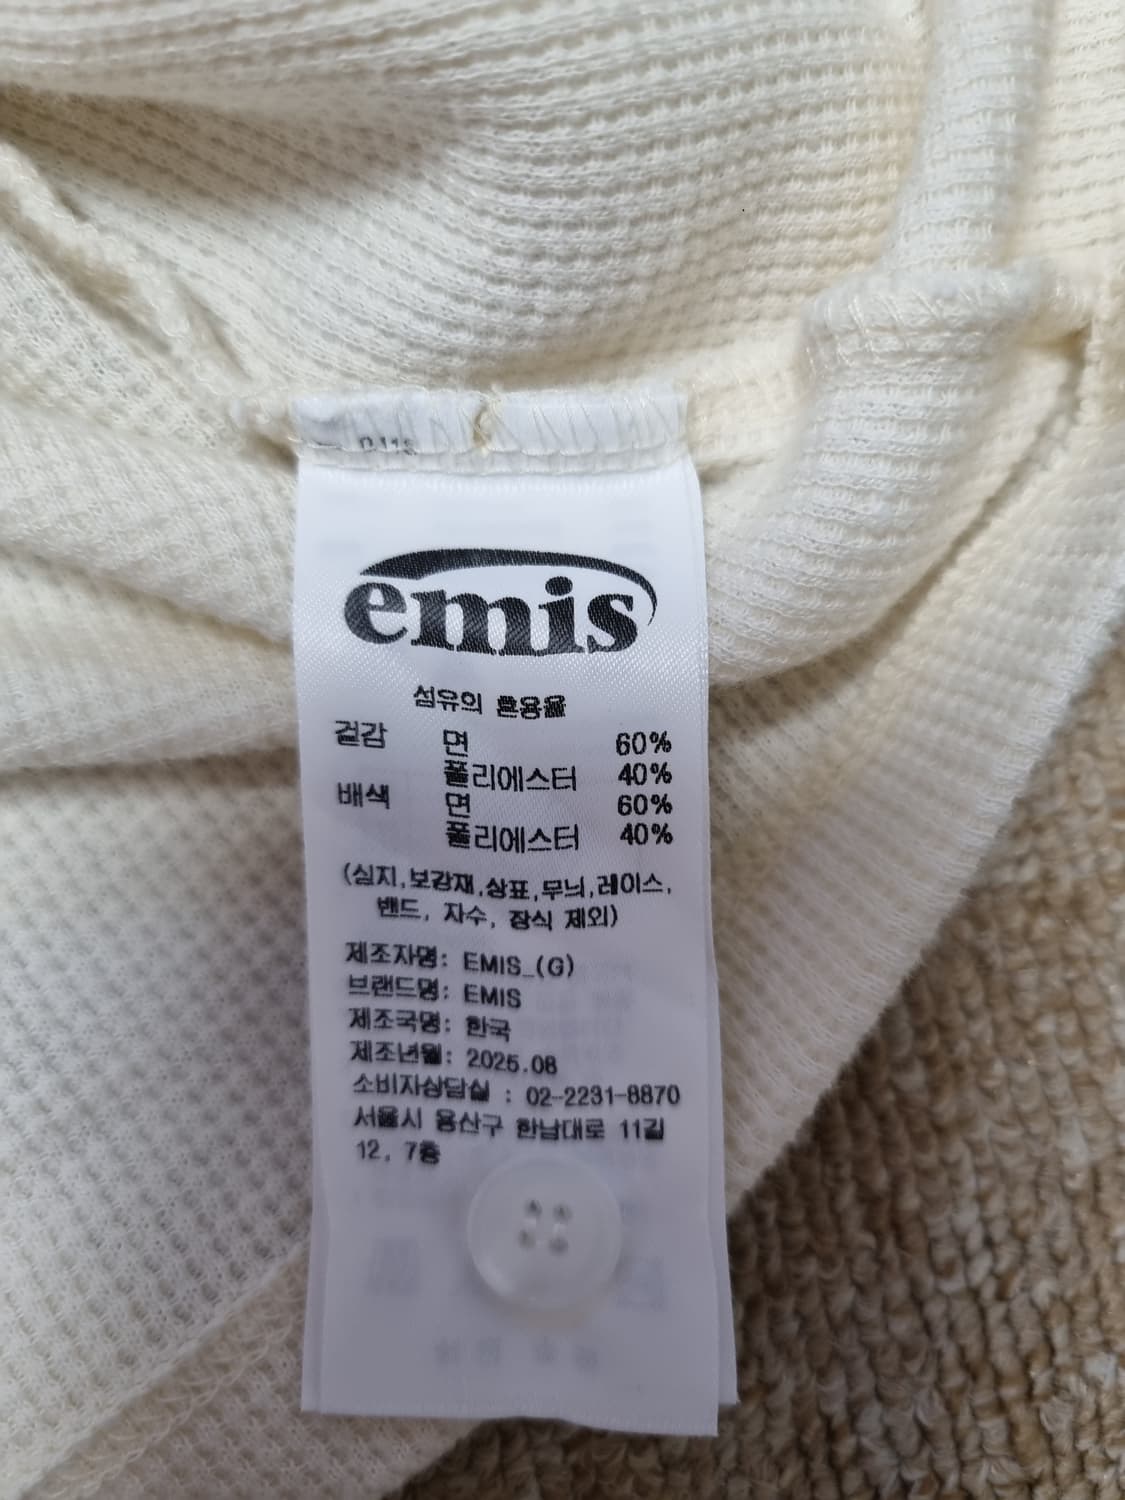 emis
섬유의 혼용율
겉감 면 60%
폴리에스터 40%
배색 면 60%
폴리에스터 40%
(심지,보강재,상표,무늬,레이스,
밴드, 자수, 장식 제외)
제조자명: EMIS_(G)
브랜드명: EMIS
제조국명: 한국
제조년월: 2025.08
소비자상담실 : 02-2231-8870
서울시 용산구 한남대로 11길
12, 7층